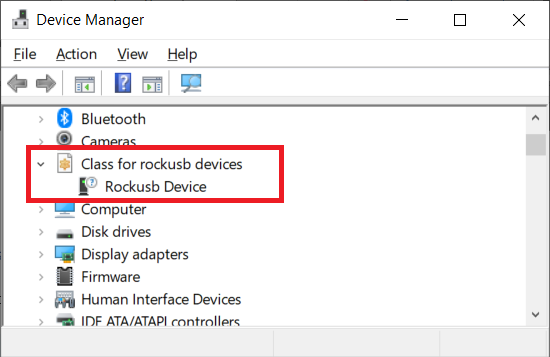 Device Manager
File Action View Help
Bluetooth
Cameras
Class for rockusb devices
Rockusb Device
Computer
Disk drives
Display adapters
Firmware
Human Interface Devices
IDE ATA/ATAPI controllers